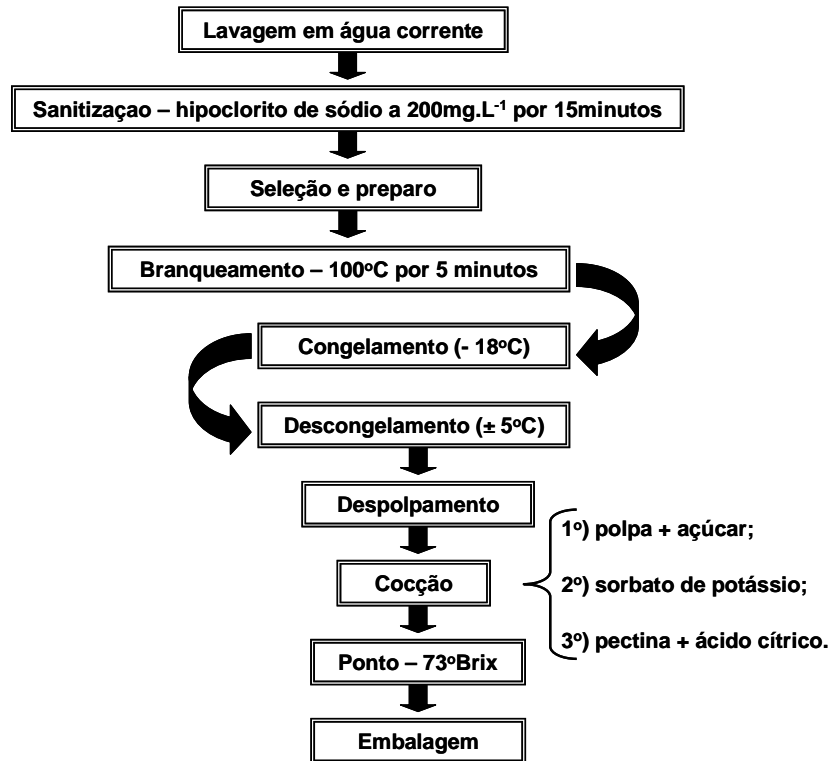 Lavagem em água corrente
Sanitizaçao – hipoclorito de sódio a 200mg.L⁻¹ por 15minutos
Seleção e preparo
Branqueamento – 100ºC por 5 minutos
Congelamento (- 18ºC)
Descongelamento (± 5ºC)
Despolpamento
Cocção
1º) polpa + açúcar;
2º) sorbato de potássio;
3º) pectina + ácido cítrico.
Ponto – 73ºBrix
Embalagem